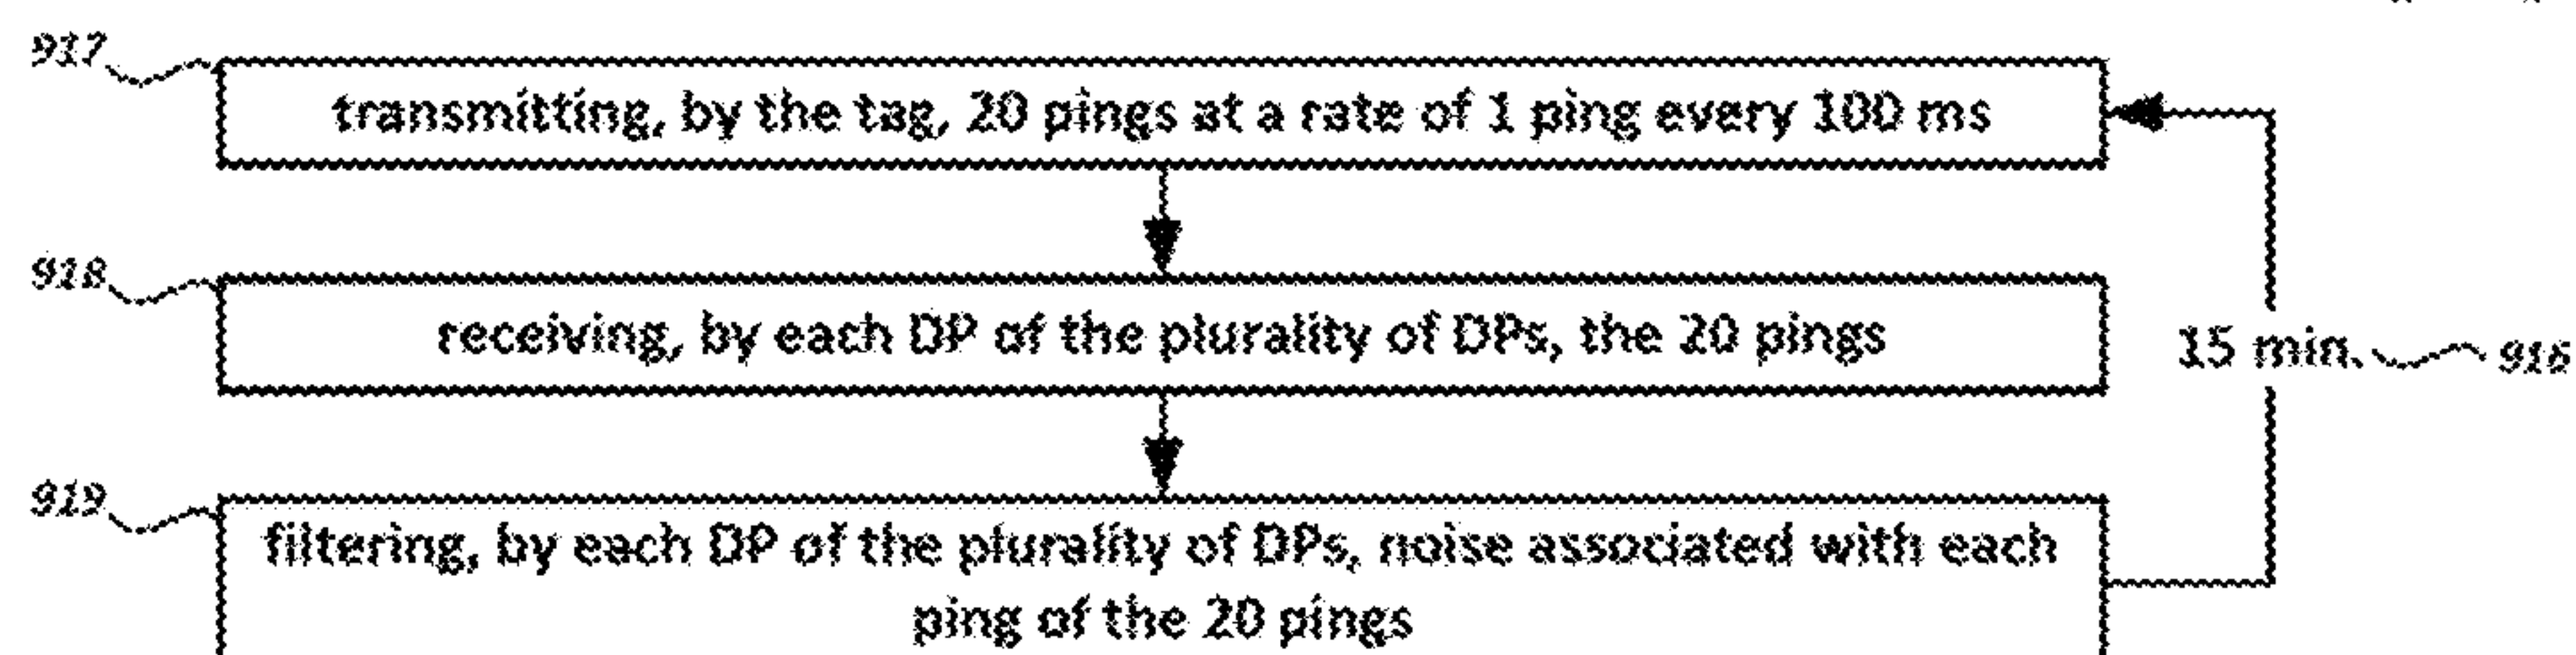 917
transmitting, by the tag, 20 pings at a rate of 1 ping every 100 ms
918
receiving, by each DP of the plurality of DPs, the 20 pings
15 min.
916
919
filtering, by each DP of the plurality of DPs, noise associated with each
ping of the 20 pings